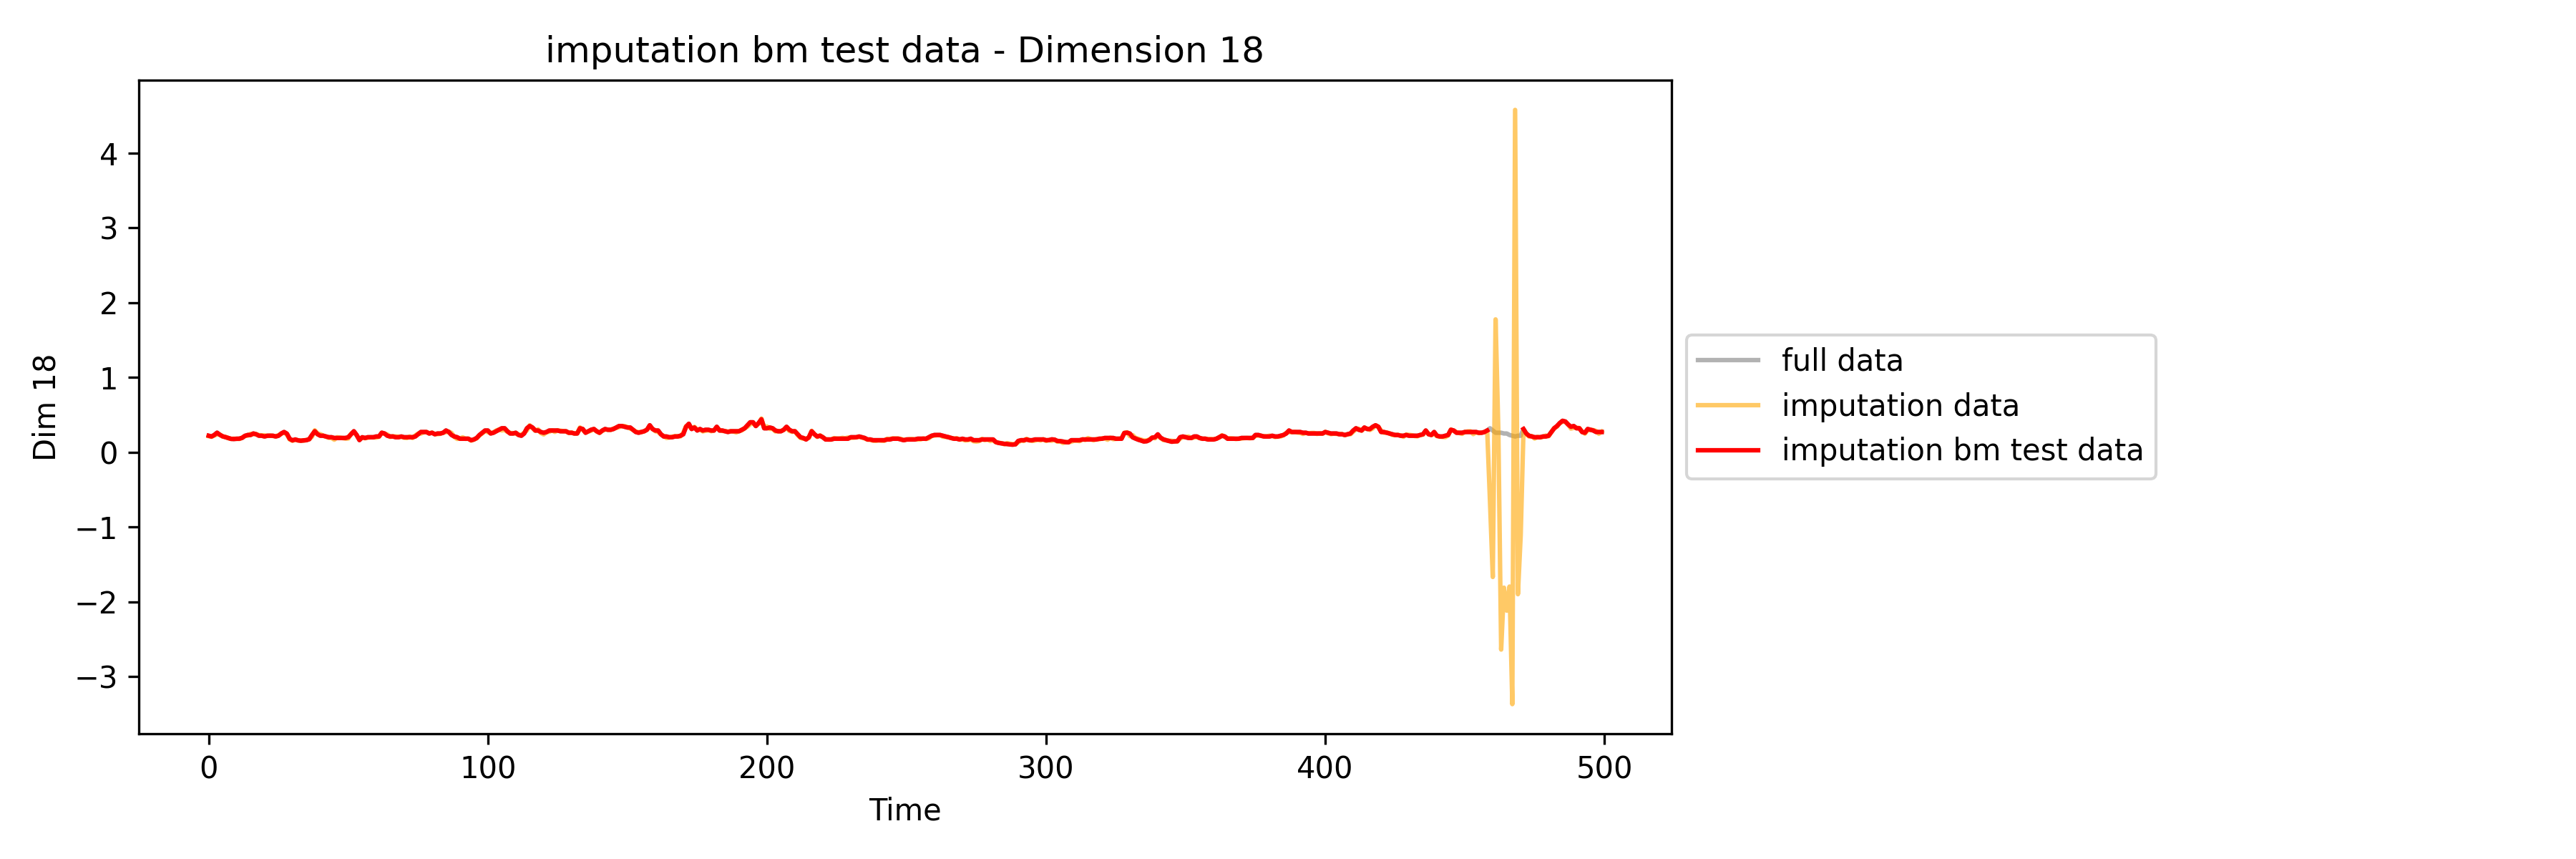 imputation bm test data - Dimension 18
4
3
2
1
0
−1
−2
−3
Dim 18
0 100 200 300 400 500
Time
full data
imputation data
imputation bm test data